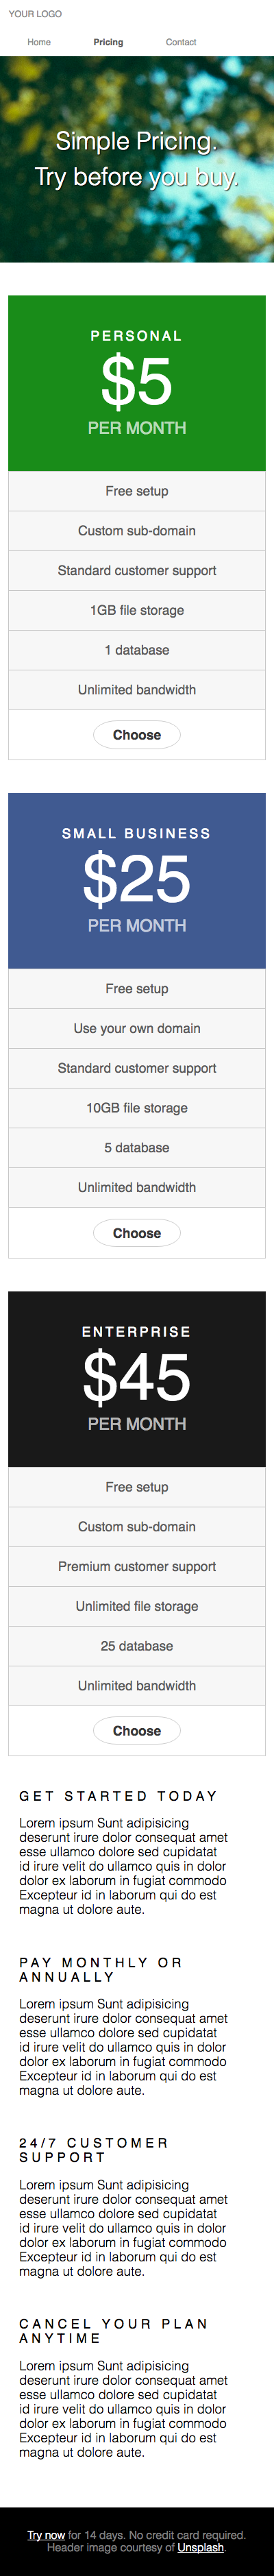 YOUR LOGO
Home Pricing Contact
Simple Pricing.
Try before you buy.
PERSONAL
$5
PER MONTH
Free setup
Custom sub-domain
Standard customer support
1GB file storage
1 database
Unlimited bandwidth
Choose
SMALL BUSINESS
$25
PER MONTH
Free setup
Use your own domain
Standard customer support
10GB file storage
5 database
Unlimited bandwidth
Choose
ENTERPRISE
$45
PER MONTH
Free setup
Custom sub-domain
Premium customer support
Unlimited file storage
25 database
Unlimited bandwidth
Choose
GET STARTED TODAY
Lorem ipsum Sunt adipisicing
deserunt irure dolor consequat amet
esse ullamco dolore sed cupidatat
id irure velit do ullamco quis in dolor
dolor ex laborum in fugiat commodo
Excepteur id in laborum qui do est
magna ut dolore aute.
PAY MONTHLY OR
ANNUALLY
Lorem ipsum Sunt adipisicing
deserunt irure dolor consequat amet
esse ullamco dolore sed cupidatat
id irure velit do ullamco quis in dolor
dolor ex laborum in fugiat commodo
Excepteur id in laborum qui do est
magna ut dolore aute.
24/7 CUSTOMER
SUPPORT
Lorem ipsum Sunt adipisicing
deserunt irure dolor consequat amet
esse ullamco dolore sed cupidatat
id irure velit do ullamco quis in dolor
dolor ex laborum in fugiat commodo
Excepteur id in laborum qui do est
magna ut dolore aute.
CANCEL YOUR PLAN
ANYTIME
Lorem ipsum Sunt adipisicing
deserunt irure dolor consequat amet
esse ullamco dolore sed cupidatat
id irure velit do ullamco quis in dolor
dolor ex laborum in fugiat commodo
Excepteur id in laborum qui do est
magna ut dolore aute.
Try now for 14 days. No credit card required.
Header image courtesy of Unsplash.